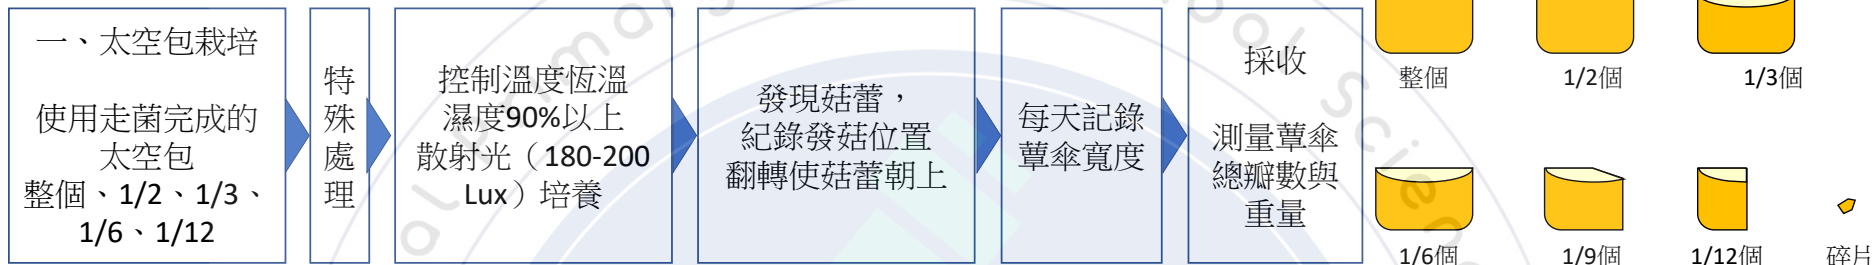 一、太空包栽培
使用走菌完成的
太空包
整個、1/2、1/3、
1/6、1/12
特
殊
處
理
控制溫度恆溫
濕度90%以上
散射光（180-200
Lux）培養
發現菇蕾，
紀錄發菇位置
翻轉使菇蕾朝上
每天記錄
蕈傘寬度
採收
測量蕈傘
總瓣數與
重量
整個
1/2個
1/3個
1/6個
1/9個
1/12個
碎片